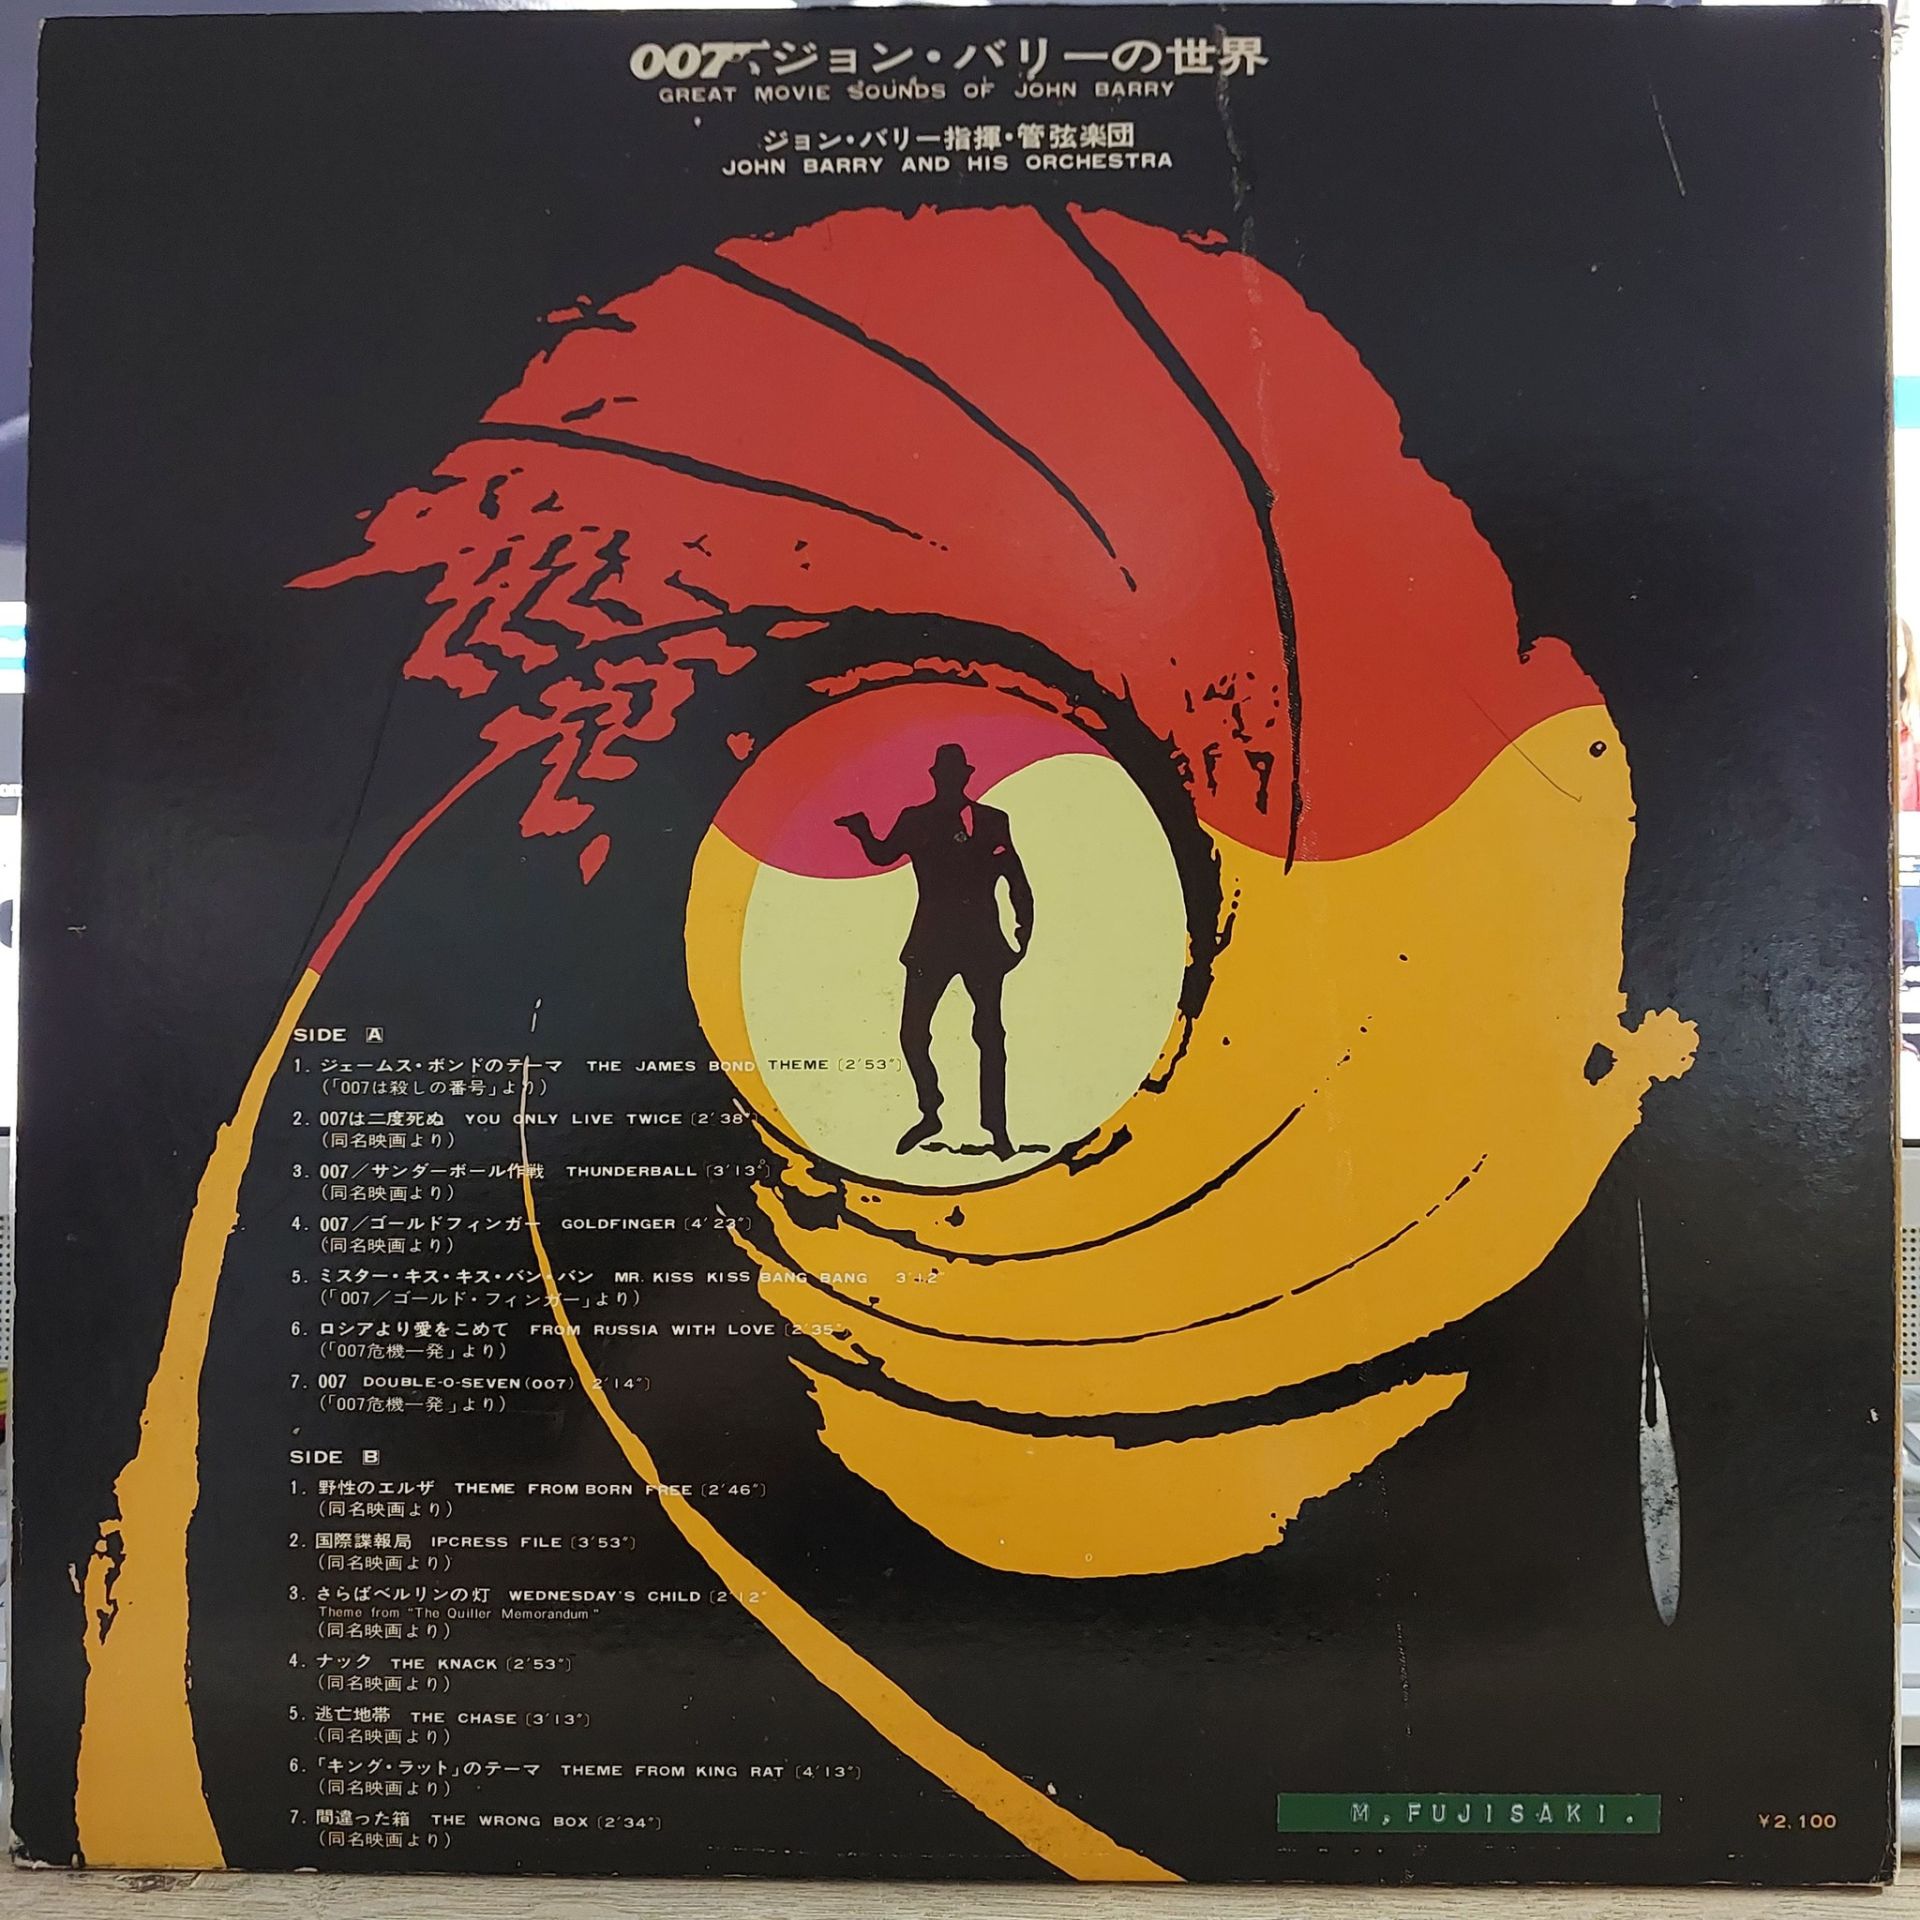 007、ジョン・バリーの世界
GREAT MOVIE SOUNDS OF JOHN BARRY
ジョン・バリー指揮・管弦楽団
JOHN BARRY AND HIS ORCHESTRA
SIDE A
1. ジェームス・ボンドのテーマ THE JAMES BOND THEME (2′53″)
(「007は殺しの番号」より)
2. 007は二度死ぬ YOU ONLY LIVE TWICE (2′38″)
(同名映画より)
3. 007/サンダーボール作戦 THUNDERBALL (3′13″)
(同名映画より)
4. 007/ゴールドフィンガー GOLDFINGER (4′23″)
(同名映画より)
5. ミスター・キス・キス・バン・バン MR. KISS KISS BANG BANG 3′12″
(「007/ゴールド・フィンガー」より)
6. ロシアより愛をこめて FROM RUSSIA WITH LOVE (2′35″)
(「007危機一発」より)
7. 007 DOUBLE-O-SEVEN (007) 2′14″)
(「007危機一発」より)
SIDE B
1. 野性のエルザ THEME FROM BORN FREE (2′46″)
(同名映画より)
2. 国際諜報局 IPCRESS FILE (3′53″)
(同名映画より)
3. さらばベルリンの灯 WEDNESDAY'S CHILD (2′12″
Theme from "The Quiller Memorandum"
(同名映画より)
4. ナック THE KNACK (2′53″)
(同名映画より)
5. 逃亡地帯 THE CHASE (3′13″)
(同名映画より)
6. 「キング・ラット」のテーマ THEME FROM KING RAT (4′13″)
(同名映画より)
7. 間違った箱 THE WRONG BOX (2′34″)
(同名映画より)
M,FUJISAKI.
¥2,100